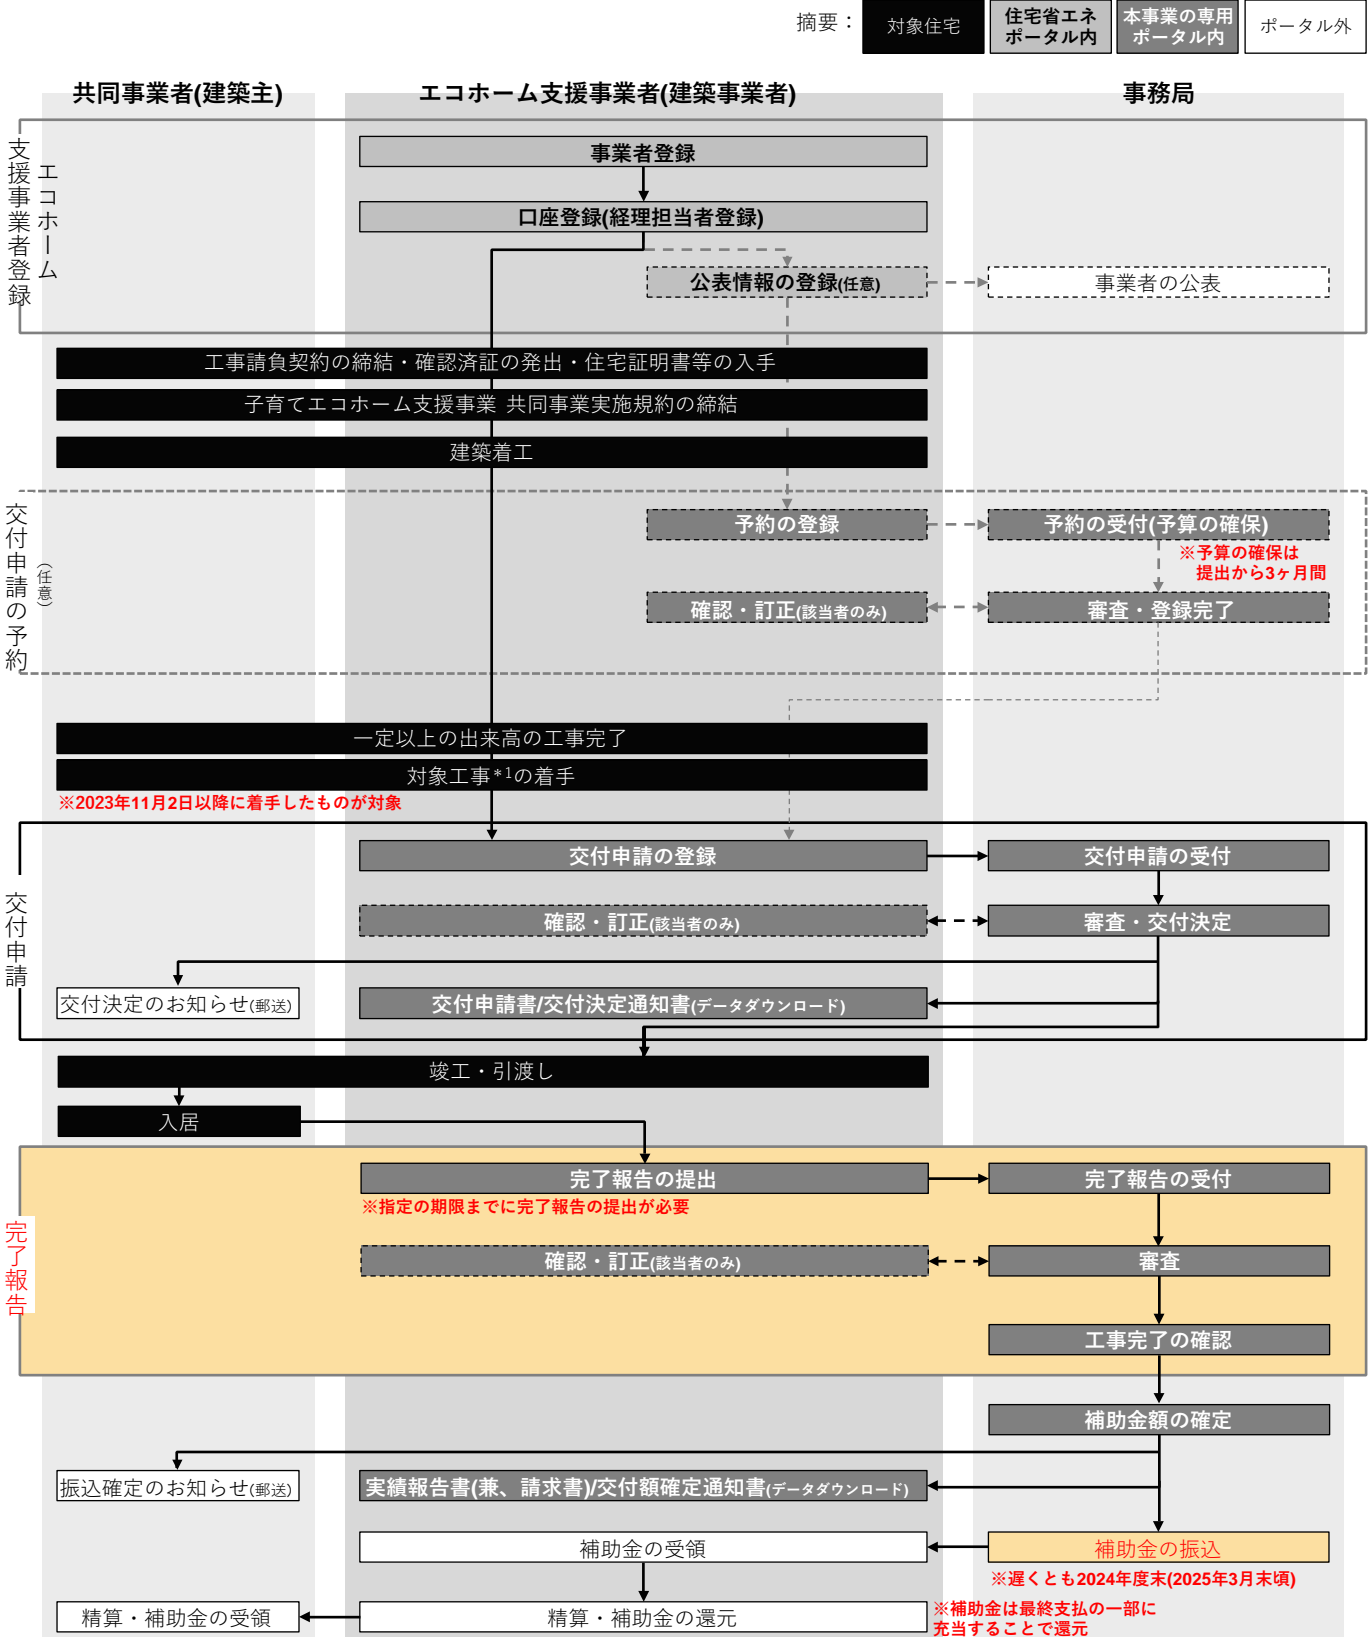 摘要：
対象住宅
住宅省エネ
ポータル内
本事業の専用
ポータル内
ポータル外
共同事業者(建築主)
エコホーム支援事業者(建築事業者)
事務局
エコホーム
支援事業者登録
事業者登録
口座登録(経理担当者登録)
公表情報の登録(任意)
事業者の公表
工事請負契約の締結・確認済証の発出・住宅証明書等の入手
子育てエコホーム支援事業 共同事業実施規約の締結
建築着工
交付申請の予約
(任意)
予約の登録
予約の受付(予算の確保)
※予算の確保は
提出から3ヶ月間
確認・訂正(該当者のみ)
審査・登録完了
一定以上の出来高の工事完了
対象工事*1の着手
※2023年11月2日以降に着手したものが対象
交付申請
交付申請の登録
交付申請の受付
確認・訂正(該当者のみ)
審査・交付決定
交付決定のお知らせ(郵送)
交付申請書/交付決定通知書(データダウンロード)
竣工・引渡し
入居
完了報告
完了報告の提出
完了報告の受付
※指定の期限までに完了報告の提出が必要
確認・訂正(該当者のみ)
審査
工事完了の確認
補助金額の確定
振込確定のお知らせ(郵送)
実績報告書(兼、請求書)/交付額確定通知書(データダウンロード)
補助金の受領
補助金の振込
※遅くとも2024年度末(2025年3月末頃)
精算・補助金の受領
精算・補助金の還元
※補助金は最終支払の一部に
充当することで還元